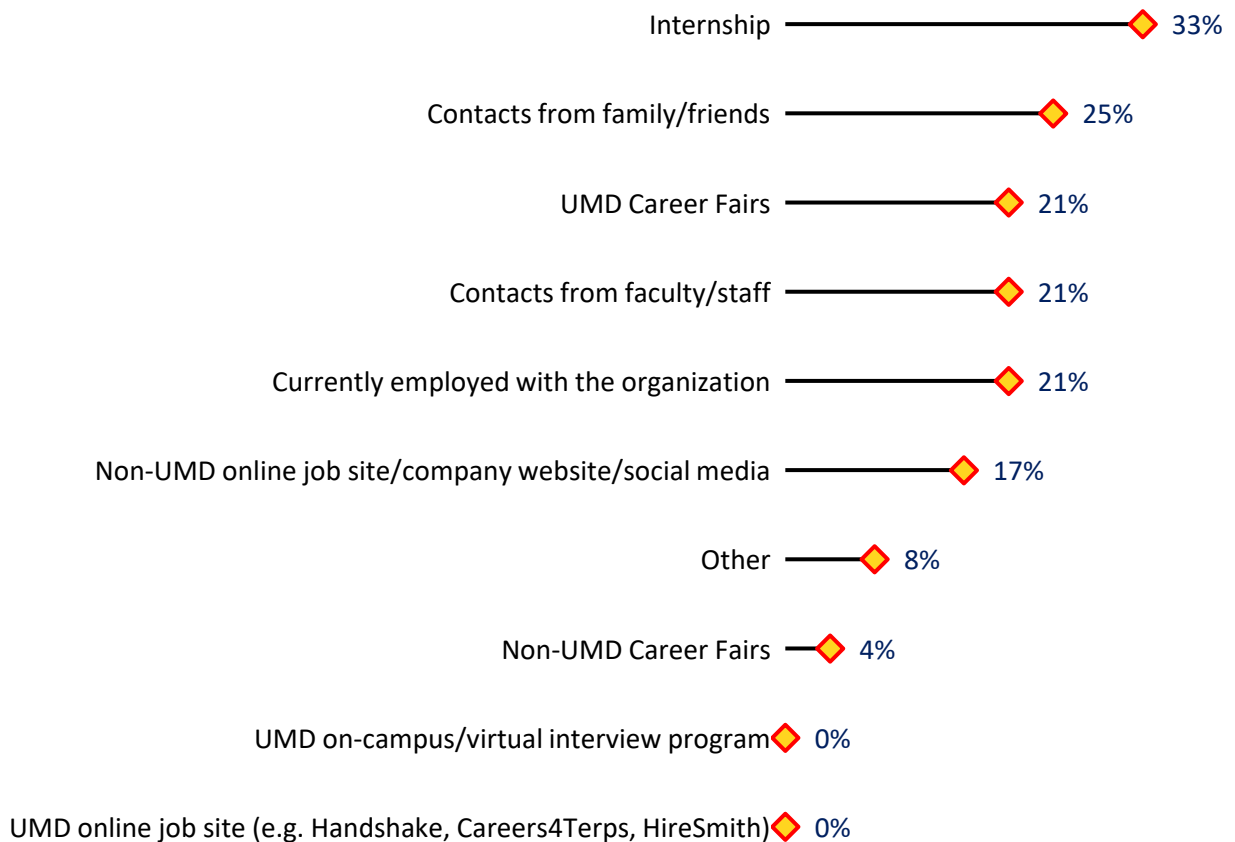 Internship 33%
Contacts from family/friends 25%
UMD Career Fairs 21%
Contacts from faculty/staff 21%
Currently employed with the organization 21%
Non-UMD online job site/company website/social media 17%
Other 8%
Non-UMD Career Fairs 4%
UMD on-campus/virtual interview program 0%
UMD online job site (e.g. Handshake, Careers4Terps, HireSmith) 0%